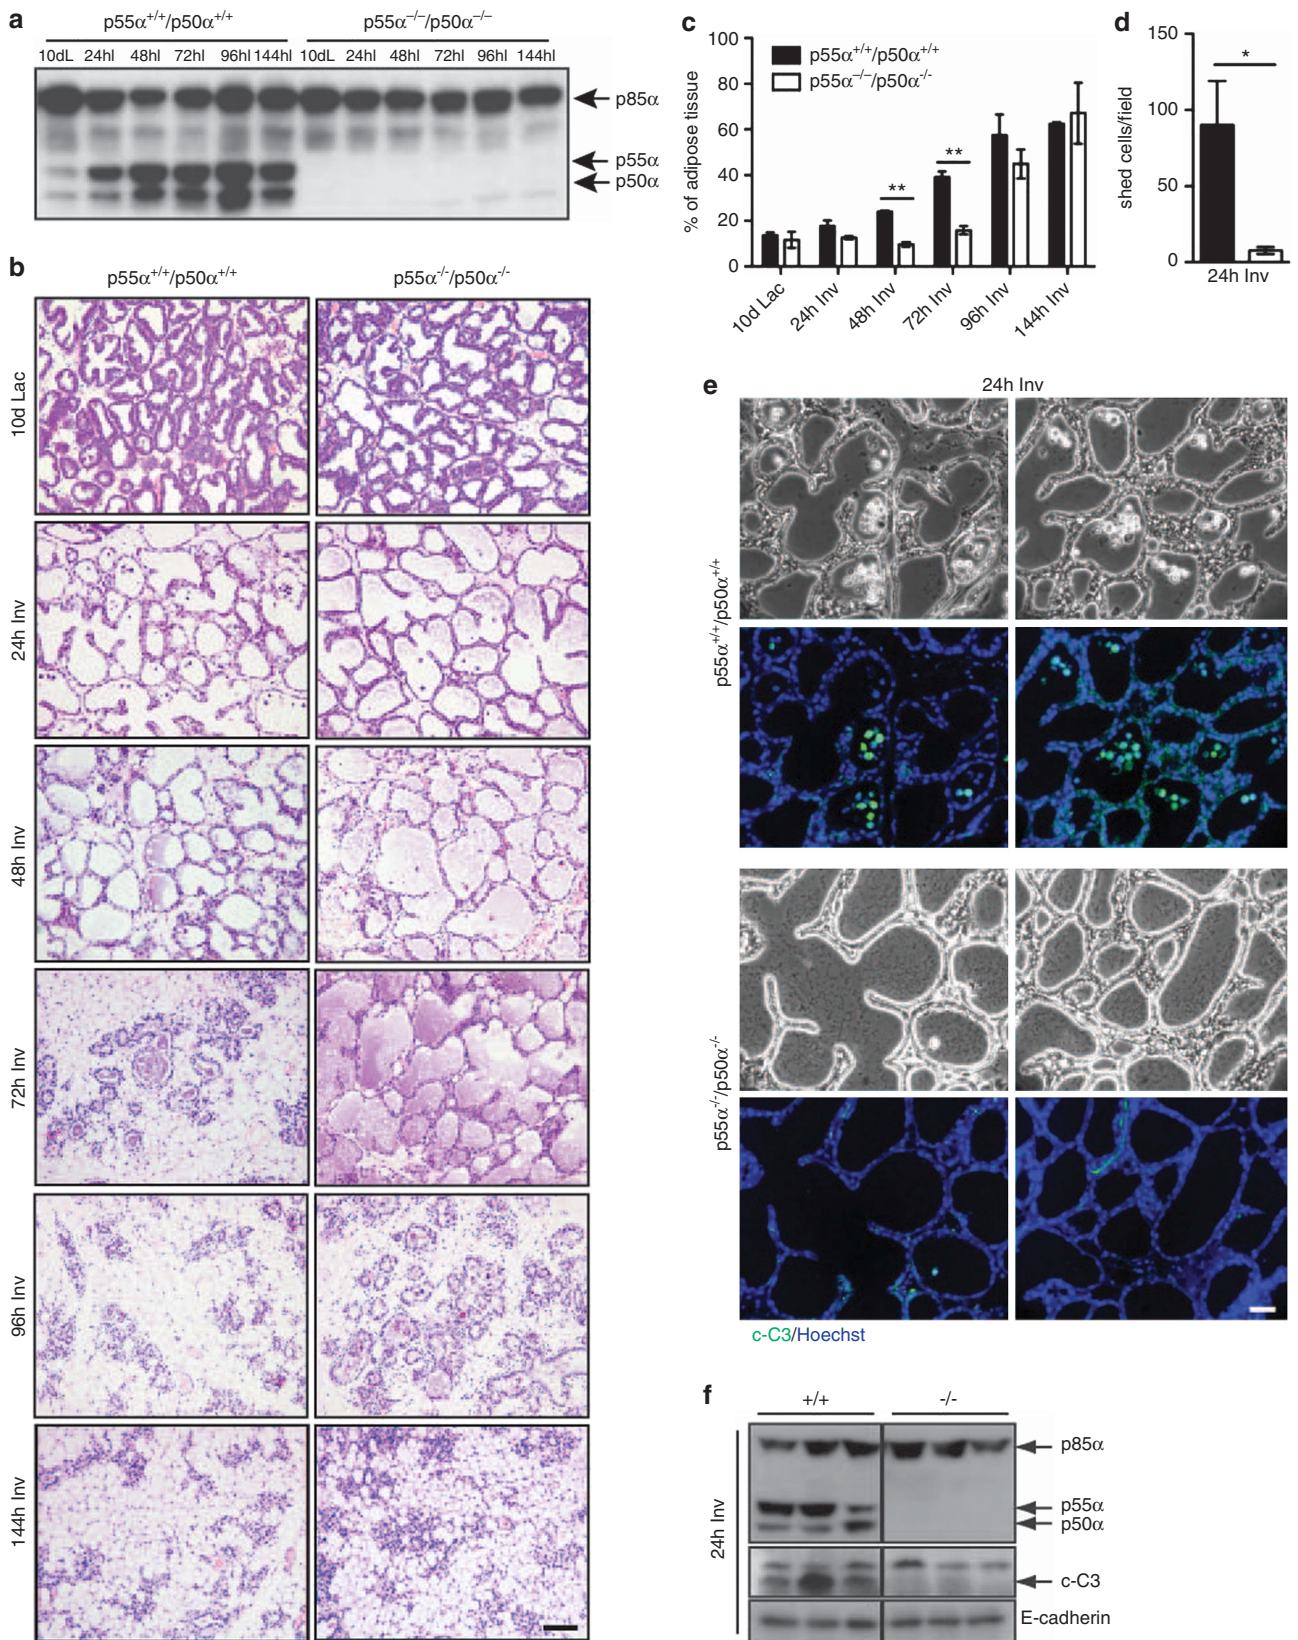 a
p55α+/+/p50α+/+
p55α–/–/p50α–/–
10dL 24hI 48hI 72hI 96hI 144hI 10dL 24hI 48hI 72hI 96hI 144hI
p85α
p55α
p50α
b
p55α+/+/p50α+/+
p55α-/-/p50α-/-
10d Lac
24h Inv
48h Inv
72h Inv
96h Inv
144h Inv
c
% of adipose tissue
100
80
60
40
20
0
p55α+/+/p50α+/+
p55α–/–/p50α-/-
**
**
10d Lac
24h Inv
48h Inv
72h Inv
96h Inv
144h Inv
d
shed cells/field
150
100
50
0
*
24h Inv
e
24h Inv
p55α+/+/p50α+/+
p55α-/-/p50α-/-
c-C3/Hoechst
f
+/+
-/-
24h Inv
p85α
p55α
p50α
c-C3
E-cadherin